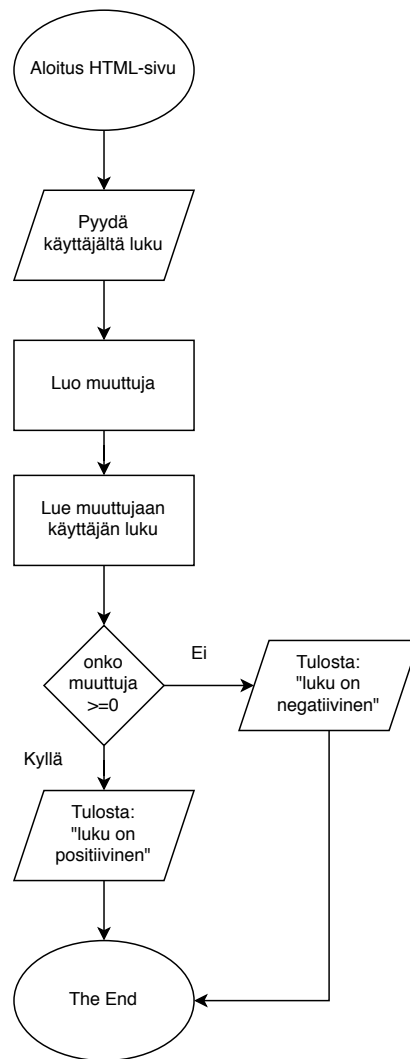 Aloitus HTML-sivu
Pyydä
käyttäjältä luku
Luo muuttuja
Lue muuttujaan
käyttäjän luku
onko
muuttuja
>=0
Ei
Tulosta:
"luku on
negatiivinen"
Kyllä
Tulosta:
"luku on
positiivinen"
The End